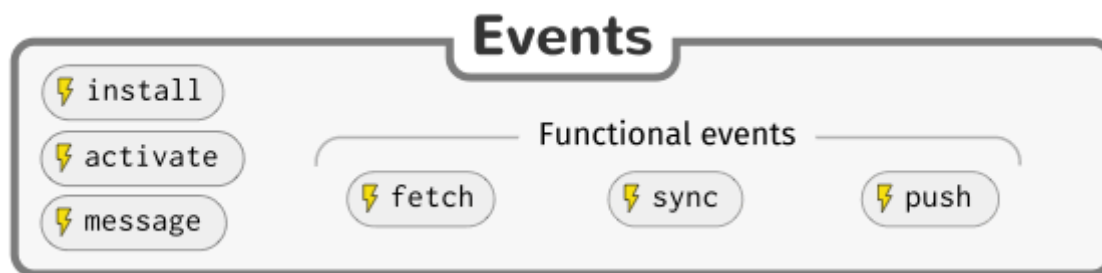 Events
install
activate
message
Functional events
fetch
sync
push